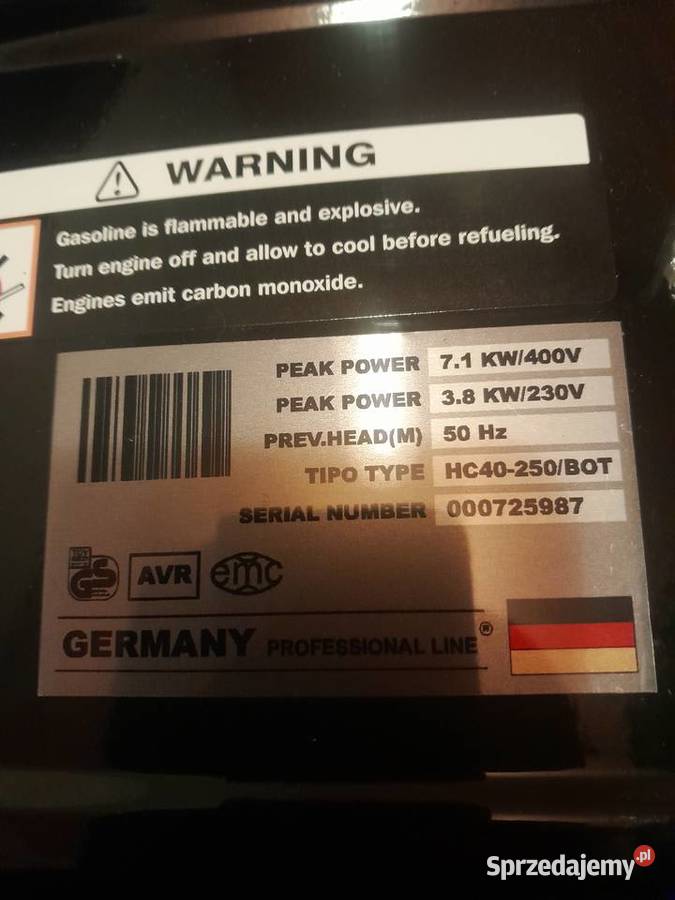 WARNING
Gasoline is flammable and explosive.
Turn engine off and allow to cool before refueling.
Engines emit carbon monoxide.
PEAK POWER 7.1 KW/400V
PEAK POWER 3.8 KW/230V
PREV.HEAD(M) 50 Hz
TIPO TYPE HC40-250/BOT
SERIAL NUMBER 000725987
GS AVR emc
GERMANY PROFESSIONAL LINE®
Sprzedajemy.pl